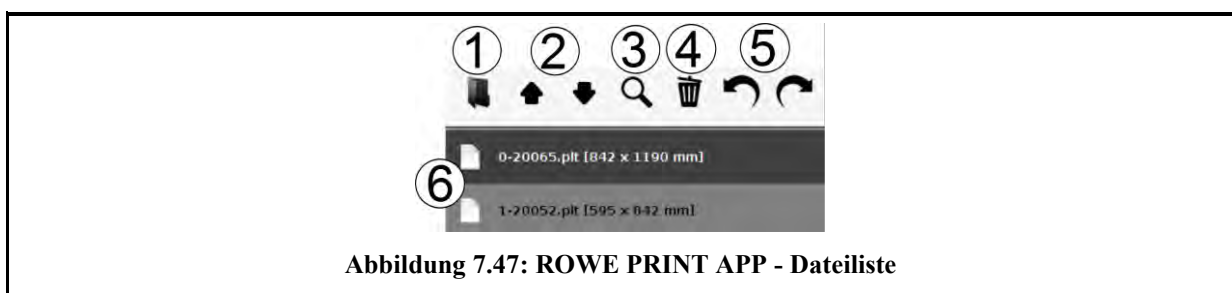 1 2 3 4 5
0-20065.plt [842 x 1190 mm]
6
1-20052.plt [595 x 842 mm]
Abbildung 7.47: ROWE PRINT APP - Dateiliste